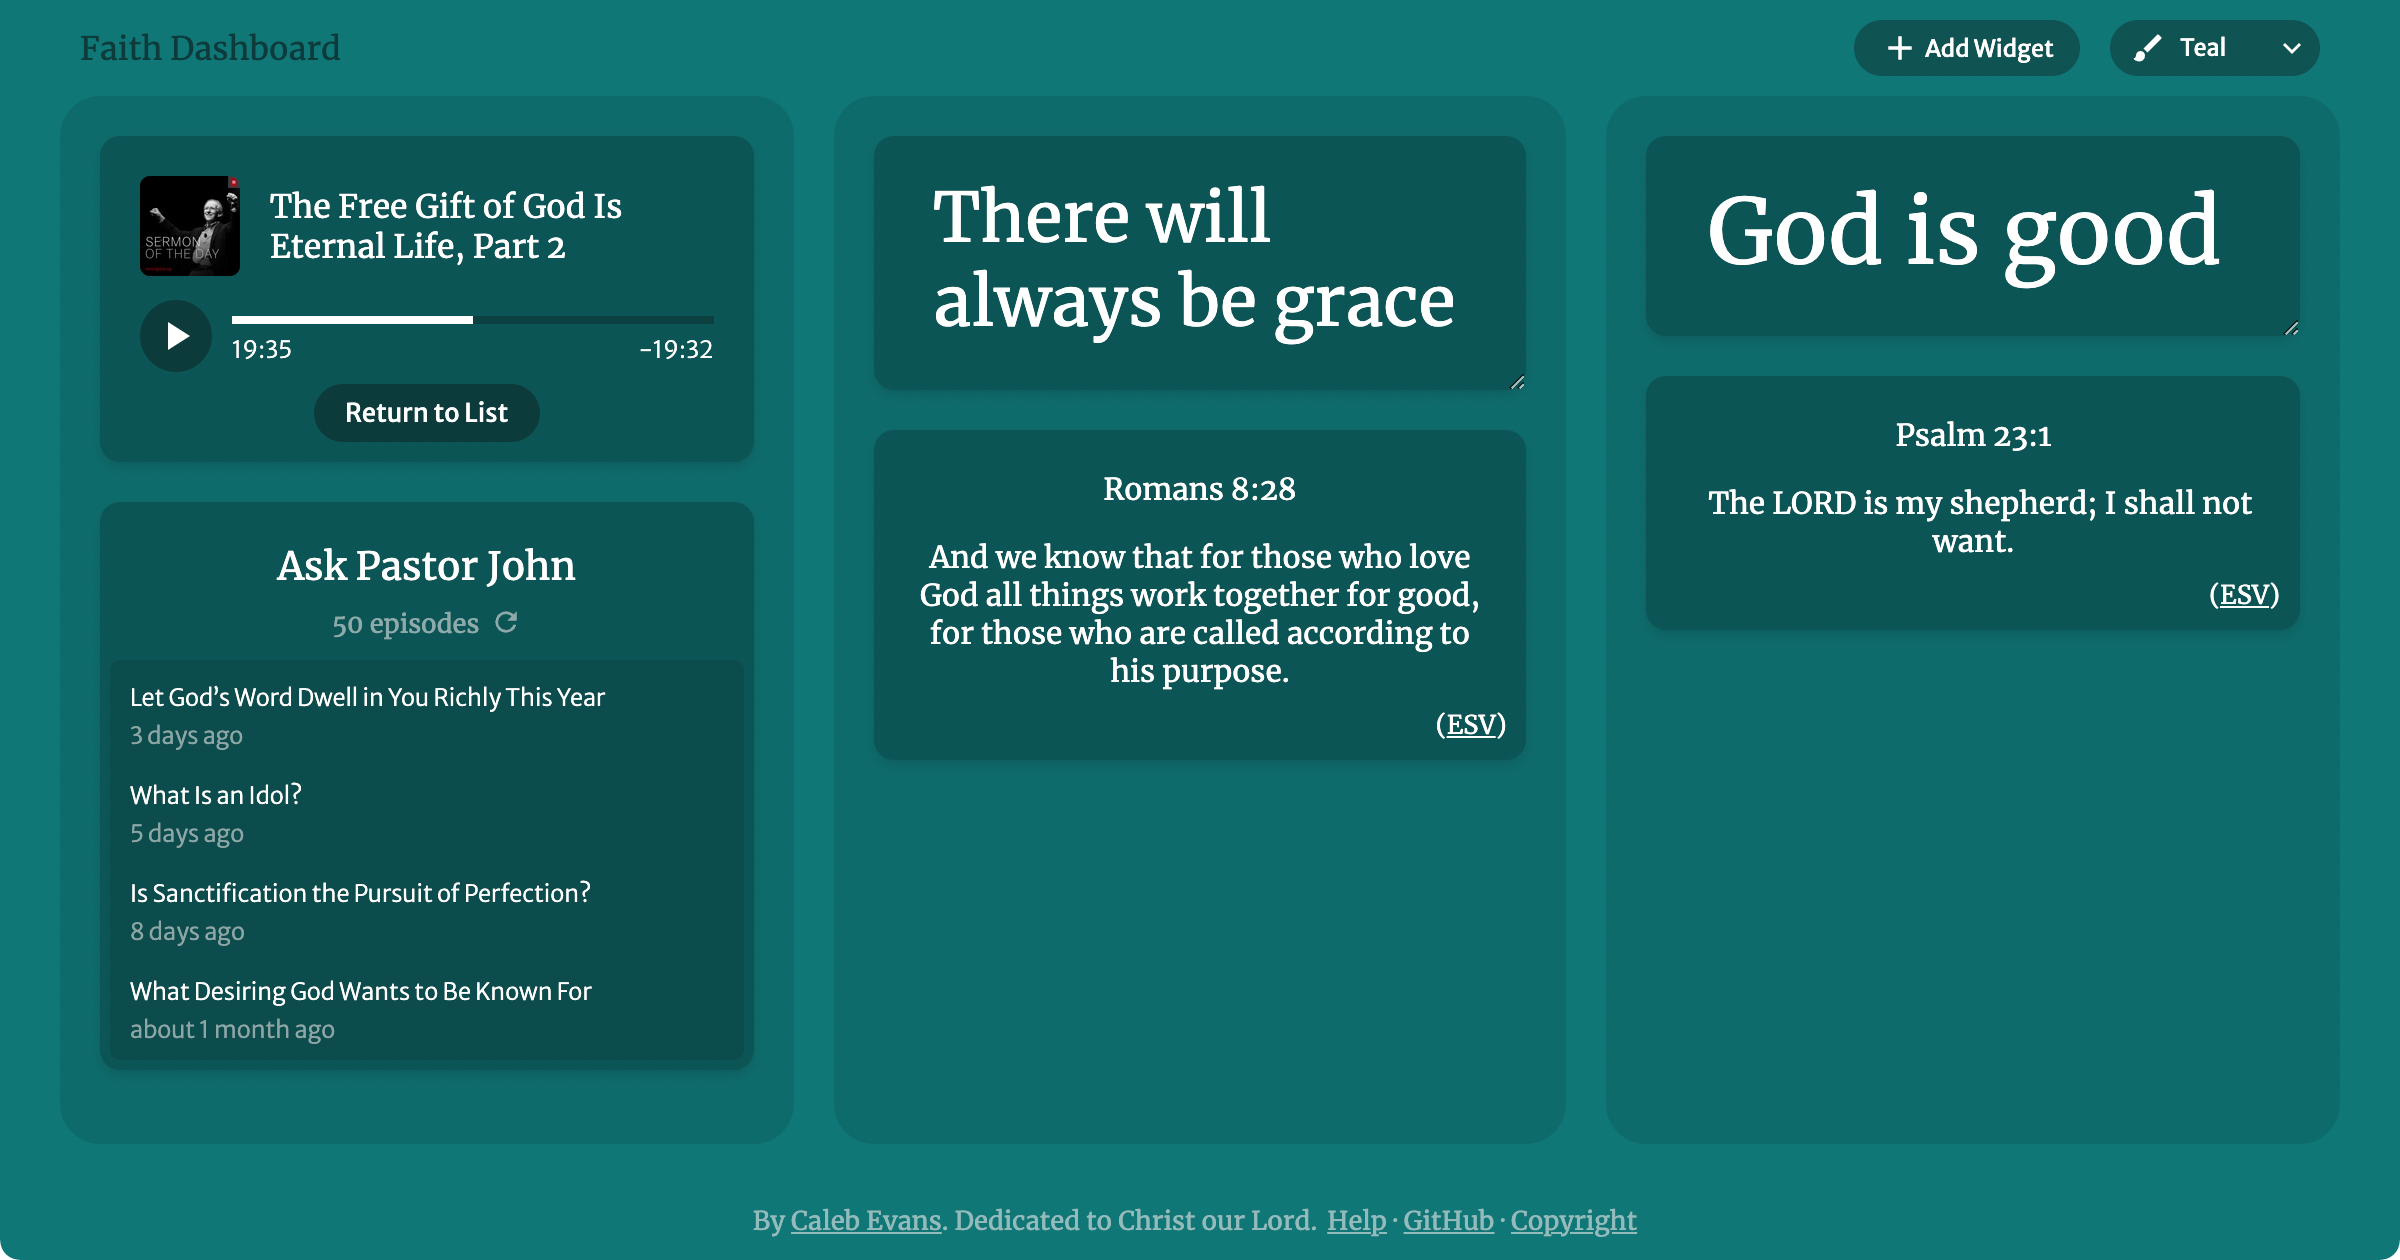 Faith Dashboard
Add Widget
Teal
SERMON
OF THE DAY
The Free Gift of God Is
Eternal Life, Part 2
19:35
-19:32
Return to List
Ask Pastor John
50 episodes
Let God’s Word Dwell in You Richly This Year
3 days ago
What Is an Idol?
5 days ago
Is Sanctification the Pursuit of Perfection?
8 days ago
What Desiring God Wants to Be Known For
about 1 month ago
There will
always be grace
Romans 8:28
And we know that for those who love
God all things work together for good,
for those who are called according to
his purpose.
(ESV)
God is good
Psalm 23:1
The LORD is my shepherd; I shall not
want.
(ESV)
By Caleb Evans. Dedicated to Christ our Lord. Help · GitHub · Copyright